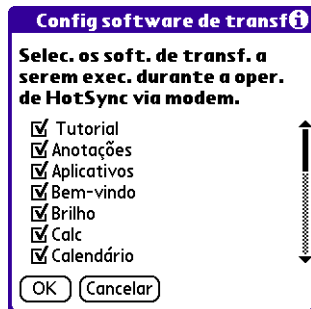 Config software de transf
Selec. os soft. de transf. a
serem exec. durante a oper.
de HotSync via modem.
Tutorial
Anotações
Aplicativos
Bem-vindo
Brilho
Calc
Calendário
OK Cancelar